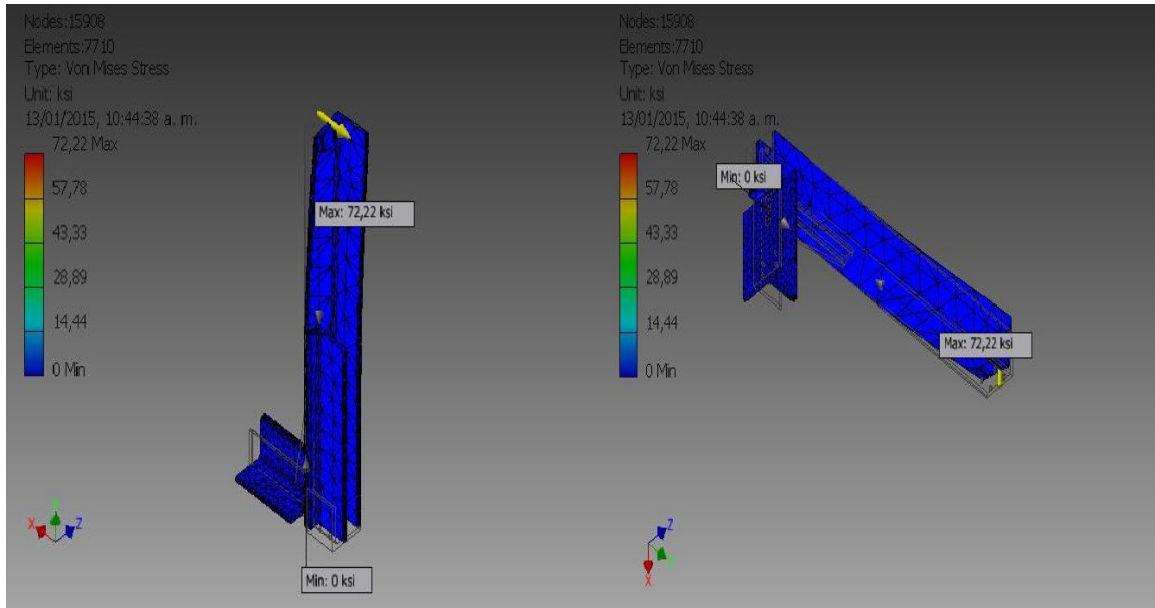 Nodes:15908
Elements:7710
Type: Von Mises Stress
Unit: ksi
13/01/2015, 10:44:38 a. m.
72,22 Max
57,78
43,33
28,89
14,44
0 Min
Max: 72,22 ksi
Min: 0 ksi
X
Z
Nodes:15908
Elements:7710
Type: Von Mises Stress
Unit: ksi
13/01/2015, 10:44:38 a. m.
72,22 Max
57,78
43,33
28,89
14,44
0 Min
Min: 0 ksi
Max: 72,22 ksi
Z
X